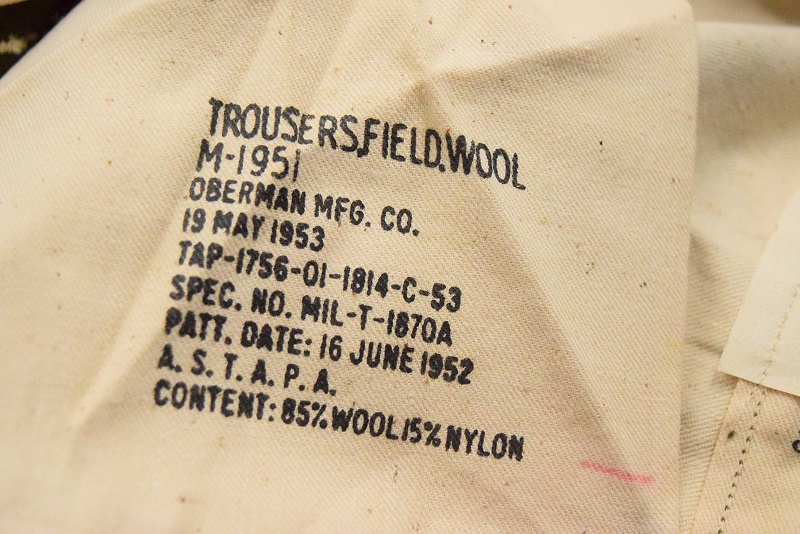 TROUSERS,FIELD,WOOL
M-1951
OBERMAN MFG. CO.
19 MAY 1953
TAP-1756-OI-1814-C-53
SPEC. NO. MIL-T-1870A
PATT. DATE: 16 JUNE 1952
A. S. T. A. P. A.
CONTENT: 85% WOOL 15% NYLON